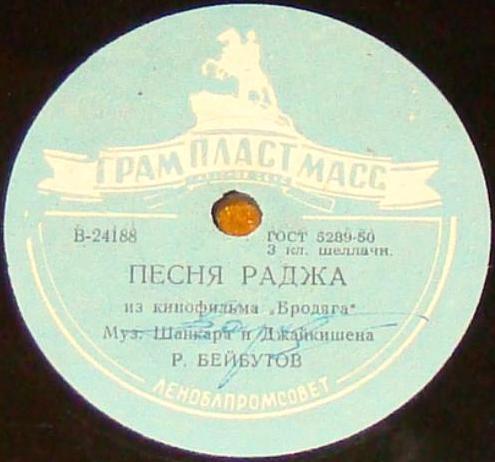 ГРАМПЛАСТМАСС
В-24188
ГОСТ 5289-50
3 кл. шеллачн.
ПЕСНЯ РАДЖА
из кинофильма „Бродяга"
Муз. Шанкара и Джайкишена
Р. БЕЙБУТОВ
ЛЕНОБЛПРОМСОВЕТ